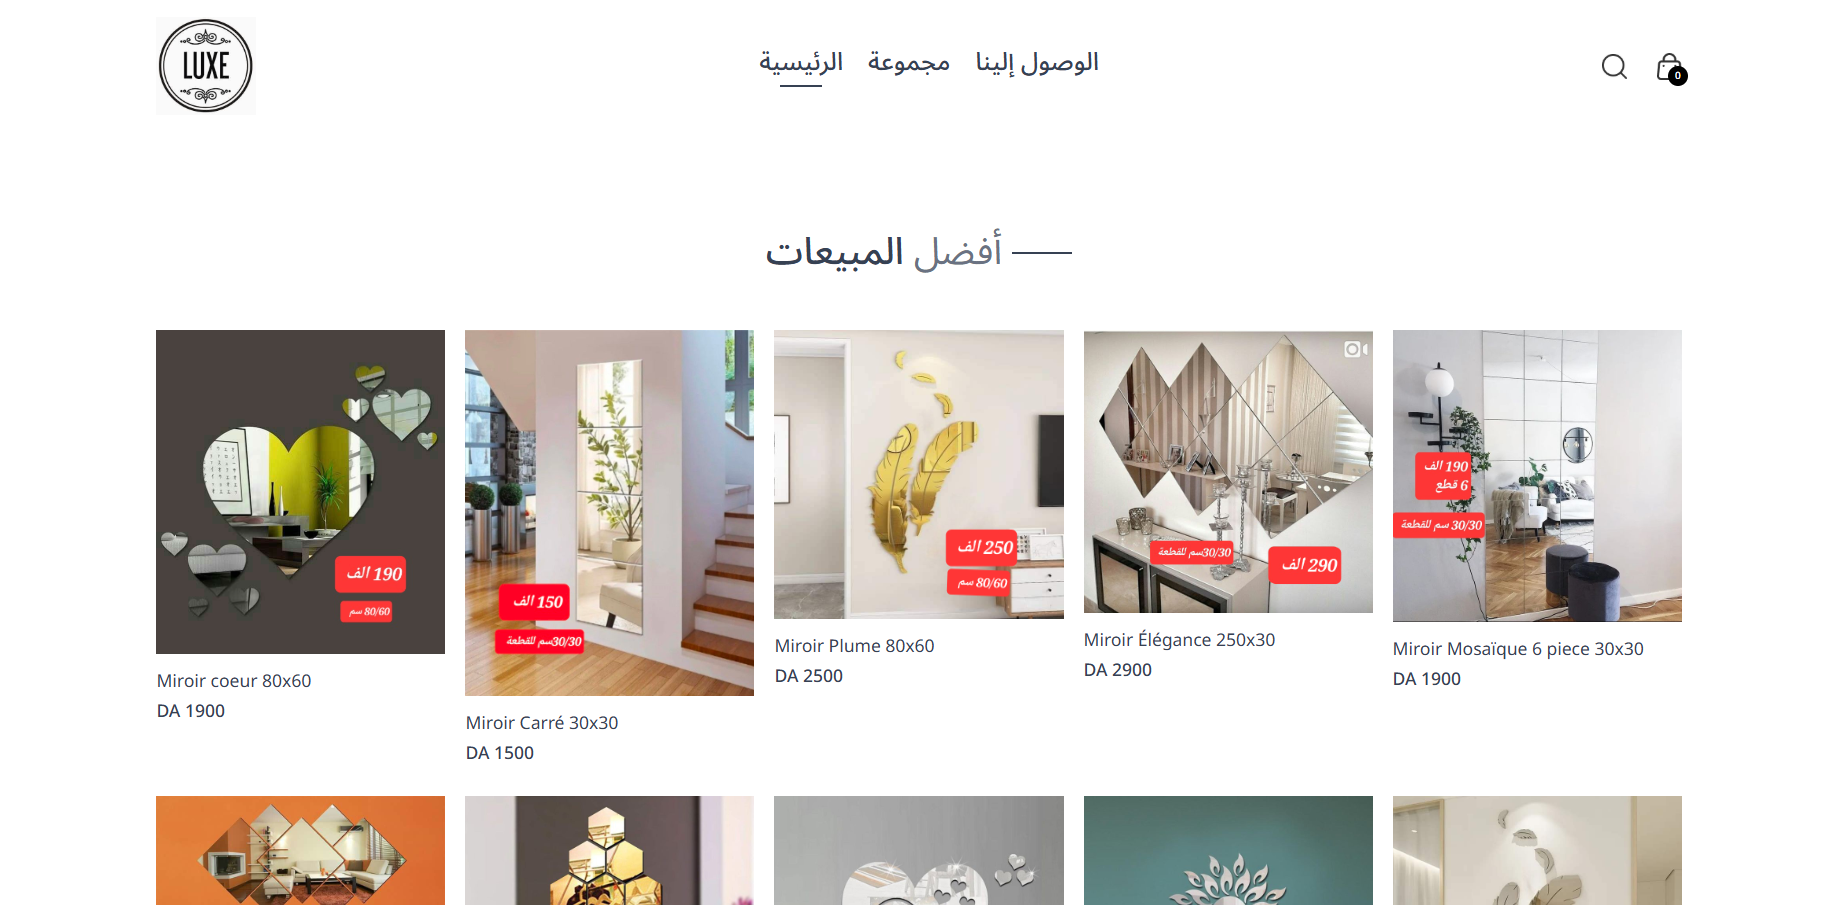 LUXE
الرئيسية
مجموعة
الوصول إلينا
0
أفضل المبيعات
190 الف
80/60 سم
Miroir coeur 80x60
DA 1900
150 الف
30/30سم للقطعة
Miroir Carré 30x30
DA 1500
250 الف
80/60 سم
Miroir Plume 80x60
DA 2500
30/30سم للقطعة
290 الف
Miroir Élégance 250x30
DA 2900
190 الف
6 قطع
30/30 سم للقطعة
Miroir Mosaïque 6 piece 30x30
DA 1900